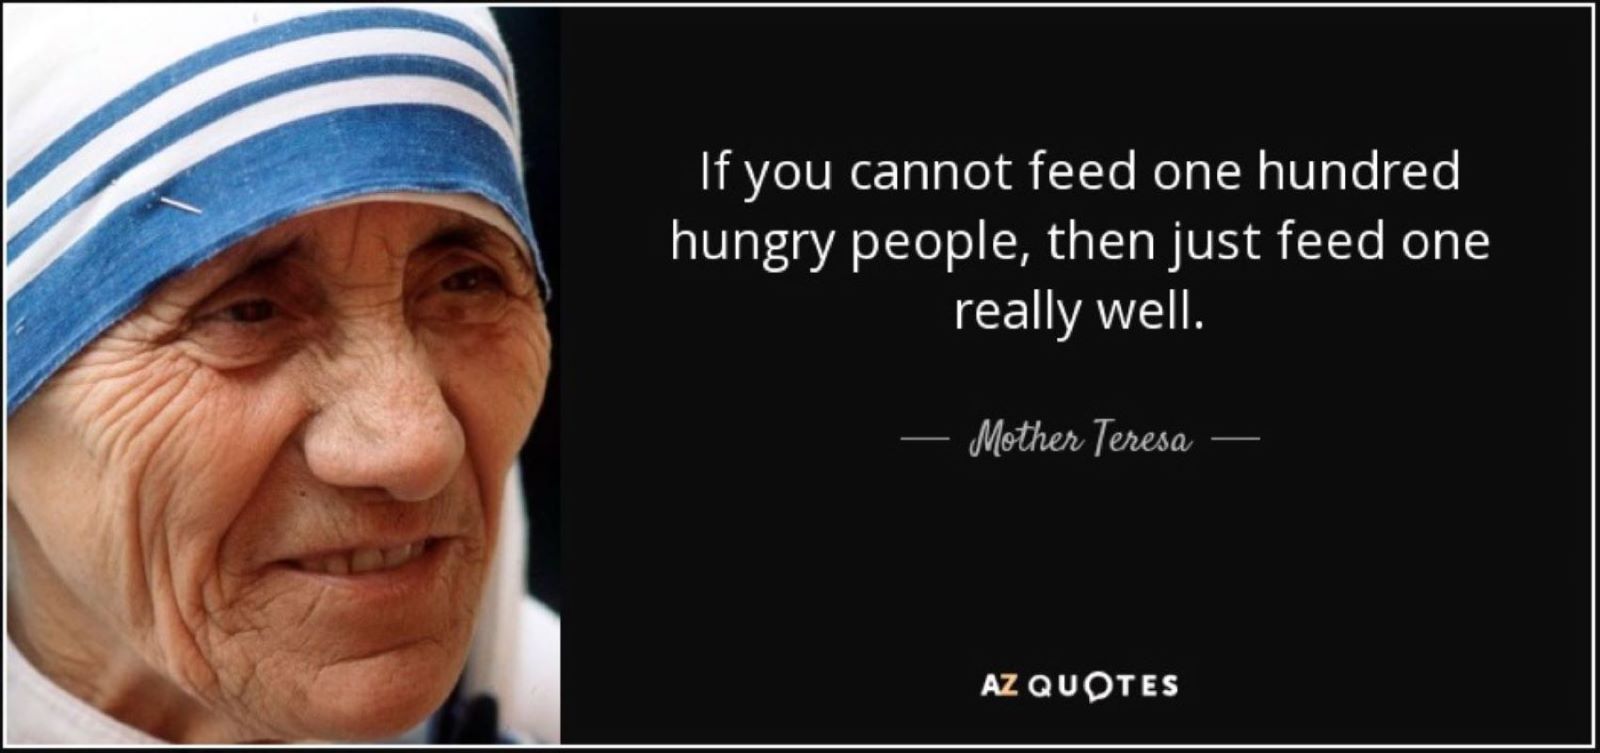 If you cannot feed one hundred
hungry people, then just feed one
really well.
Mother Teresa
AZ QUOTES